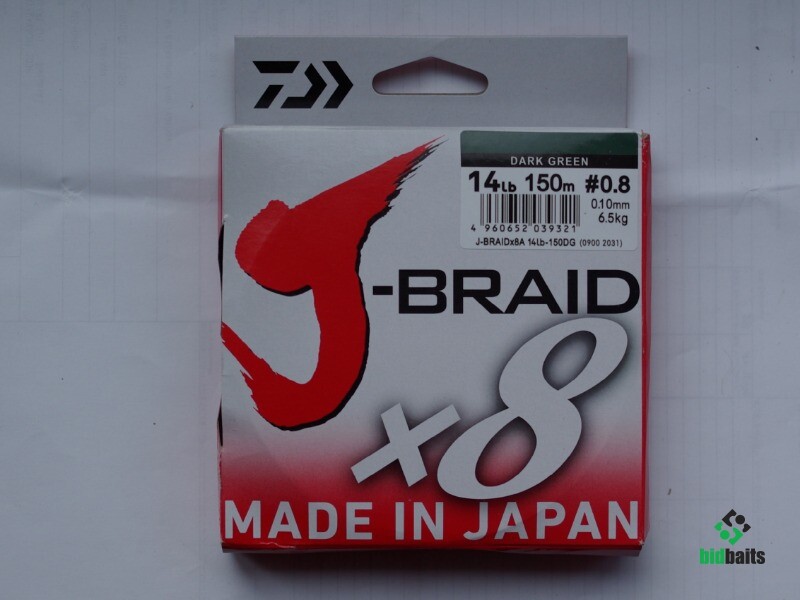 DARK GREEN
14Lb 150m #0.8
0.10mm
6.5kg
4 960652 039321
J-BRAIDx8A 14Lb-150DG (0900 2031)
J-BRAID
x8
MADE IN JAPAN
bidbaits